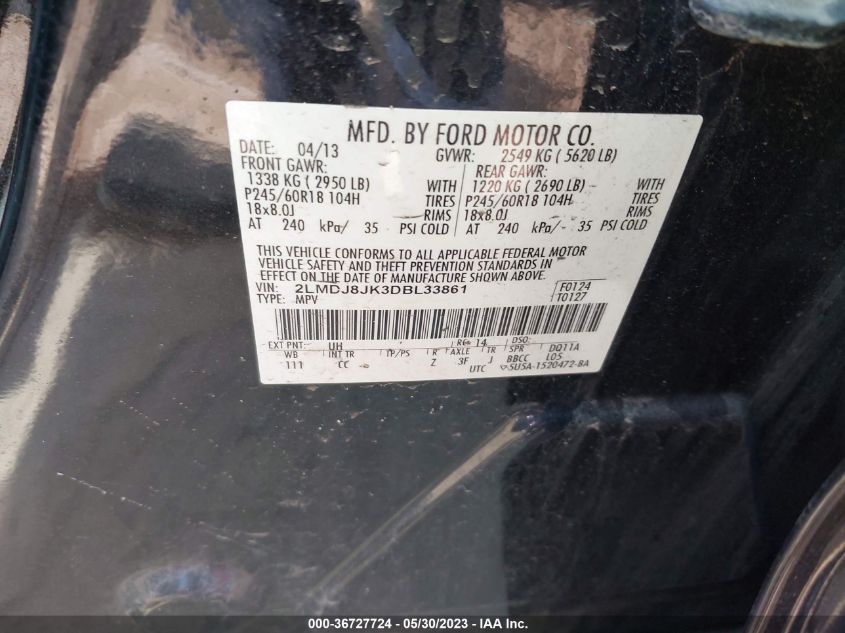 MFD. BY FORD MOTOR CO.
DATE: 04/13 GVWR: 2549 KG ( 5620 LB)
FRONT GAWR: REAR GAWR:
1338 KG ( 2950 LB) WITH 1220 KG ( 2690 LB) WITH
P245/60R18 104H TIRES P245/60R18 104H TIRES
18x8.0J RIMS 18x8.0J RIMS
AT 240 kPa/ 35 PSI COLD AT 240 kPa/ 35 PSI COLD
THIS VEHICLE CONFORMS TO ALL APPLICABLE FEDERAL MOTOR
VEHICLE SAFETY AND THEFT PREVENTION STANDARDS IN
EFFECT ON THE DATE OF MANUFACTURE SHOWN ABOVE.
VIN: 2LMDJ8JK3DBL33861 F0124
TYPE: MPV T0127
EXT PNT: UH RC: 14 DSO:
WB INT TR TP/PS R AXLE TR SPR DQ11A
111 CC Z 3F J BBCC LOS
UTC 5U5A-1520472-BA
000-36727724 - 05/30/2023 - Copyright © IAA, LLC.